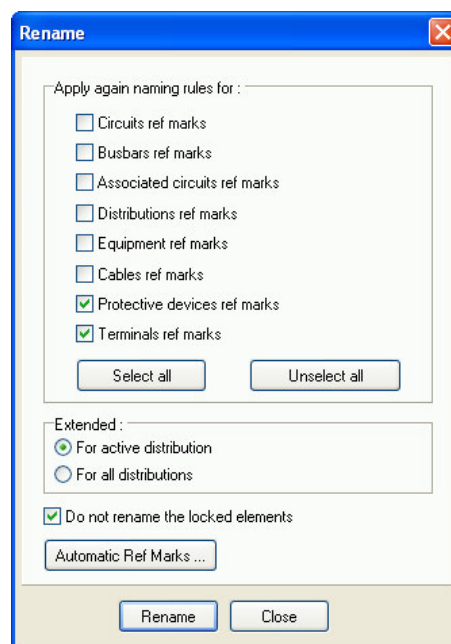 Rename
Apply again naming rules for :
Circuits ref marks
Busbars ref marks
Associated circuits ref marks
Distributions ref marks
Equipment ref marks
Cables ref marks
Protective devices ref marks
Terminals ref marks
Select all Unselect all
Extended :
For active distribution
For all distributions
Do not rename the locked elements
Automatic Ref Marks ...
Rename Close